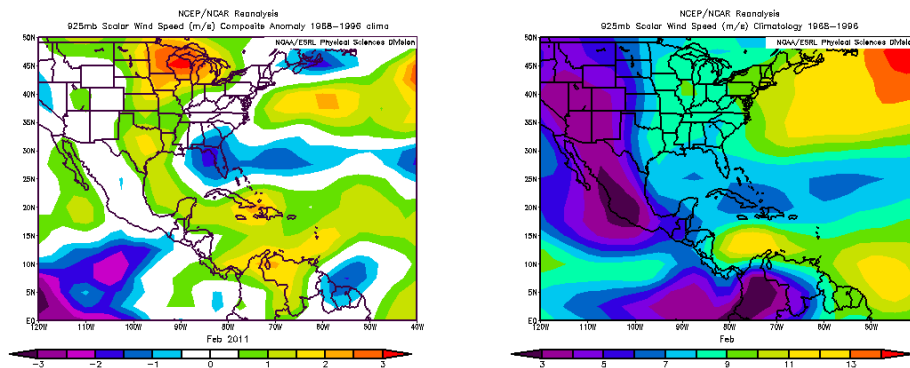 NCEP/NCAR Reanalysis
925mb Scalar Wind Speed (m/s) Composite Anomaly 1968-1996 clima
NOAA/ESRL Physical Sciences Division
50N
45N
40N
35N
30N
25N
20N
15N
10N
5N
EQ
120W 110W 100W 90W 80W 70W 60W 50W 40W
Feb 2011
-3 -2 -1 0 1 2 3
NCEP/NCAR Reanalysis
925mb Scalar Wind Speed (m/s) Climatology 1968-1996
NOAA/ESRL Physical Sciences Division
50N
45N
40N
35N
30N
25N
20N
15N
10N
5N
EQ
120W 110W 100W 90W 80W 70W 60W 50W
Feb
3 5 7 9 11 13